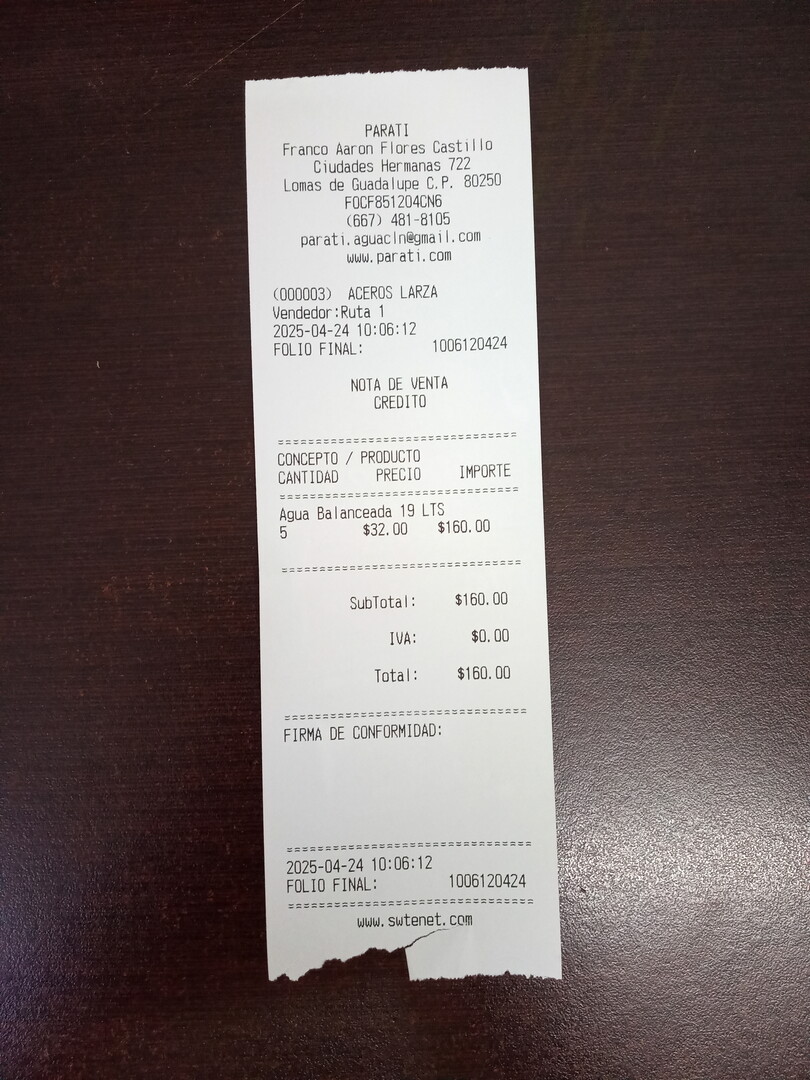 PARATI
Franco Aaron Flores Castillo
Ciudades Hermanas 722
Lomas de Guadalupe C.P. 80250
FOCF851204CN6
(667) 481-8105
parati.aguacln@gmail.com
www.parati.com
(000003) ACEROS LARZA
Vendedor:Ruta 1
2025-04-24 10:06:12
FOLIO FINAL: 1006120424
NOTA DE VENTA
CREDITO
==========================
CONCEPTO / PRODUCTO
CANTIDAD PRECIO IMPORTE
==========================
Agua Balanceada 19 LTS
5 $32.00 $160.00
==========================
SubTotal: $160.00
IVA: $0.00
Total: $160.00
==========================
FIRMA DE CONFORMIDAD:
==========================
2025-04-24 10:06:12
FOLIO FINAL: 1006120424
==========================
www.swtenet.com